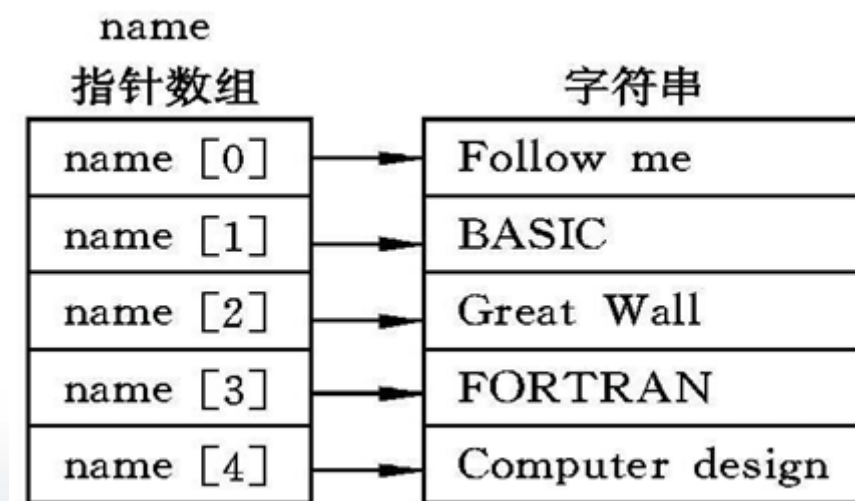 name
指针数组 字符串
name [0] Follow me
name [1] BASIC
name [2] Great Wall
name [3] FORTRAN
name [4] Computer design